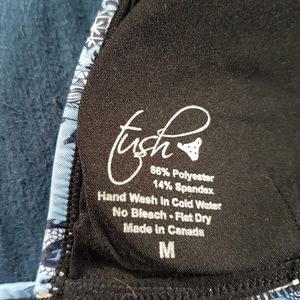 tush
86% Polyester
14% Spandex
Hand Wash in Cold Water
No Bleach - Flat Dry
Made in Canada
M